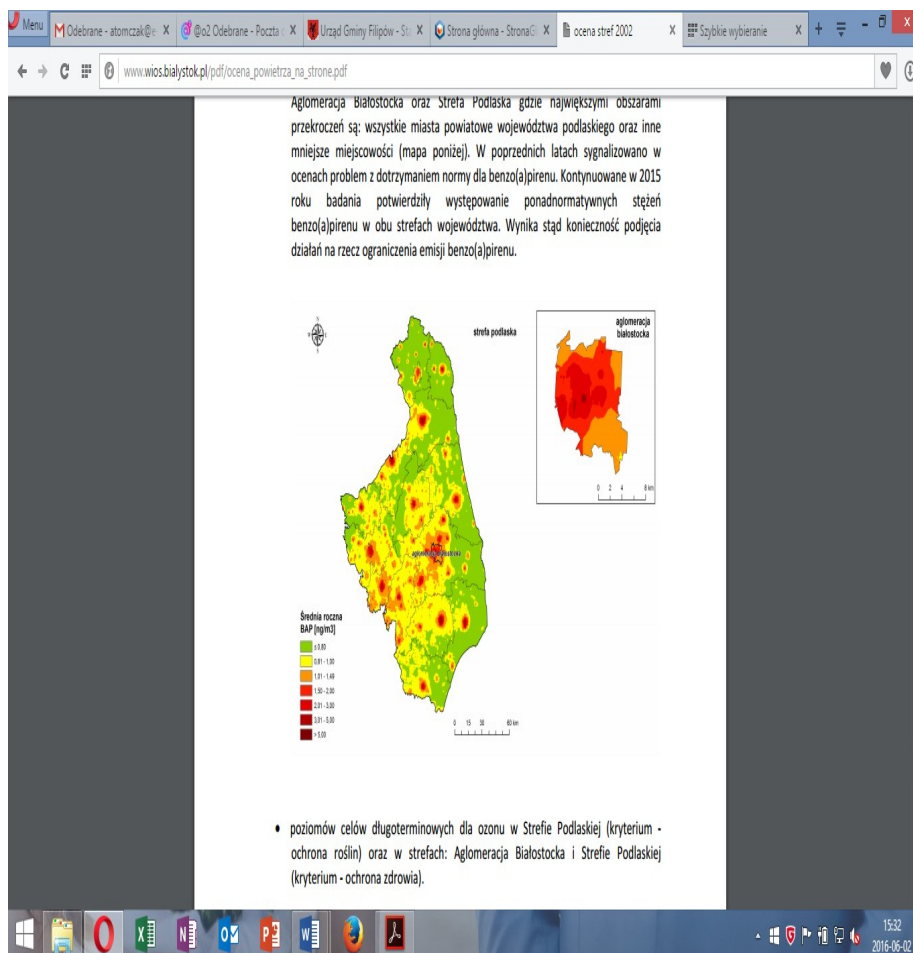 Menu
Odebrane - atomczak@e
@o2 Odebrane - Poczta
Urząd Gminy Filipów - St
Strona główna - StronaG
ocena stref 2002
Szybkie wybieranie
www.wios.bialystok.pl/pdf/ocena_powietrza_na_strone.pdf
Aglomeracja Białostocka oraz Strefa Podlaska gdzie największymi obszarami
przekroczeń są: wszystkie miasta powiatowe województwa podlaskiego oraz inne
mniejsze miejscowości (mapa poniżej). W poprzednich latach sygnalizowano w
ocenach problem z dotrzymaniem normy dla benzo(a)pirenu. Kontynuowane w 2015
roku badania potwierdziły występowanie ponadnormatywnych stężeń
benzo(a)pirenu w obu strefach województwa. Wynika stąd konieczność podjęcia
działań na rzecz ograniczenia emisji benzo(a)pirenu.
strefa podlaska
aglomeracja
białostocka
0 2 4 8 km
aglomeracja białostocka
Średnia roczna
BAP [ng/m3]
≤ 0,80
0,81 - 1,00
1,01 - 1,49
1,50 - 2,00
2,01 - 3,00
3,01 - 5,00
> 5,00
0 15 30 60 km
• poziomów celów długoterminowych dla ozonu w Strefie Podlaskiej (kryterium -
ochrona roślin) oraz w strefach: Aglomeracja Białostocka i Strefie Podlaskiej
(kryterium - ochrona zdrowia).
15:32
2016-06-02